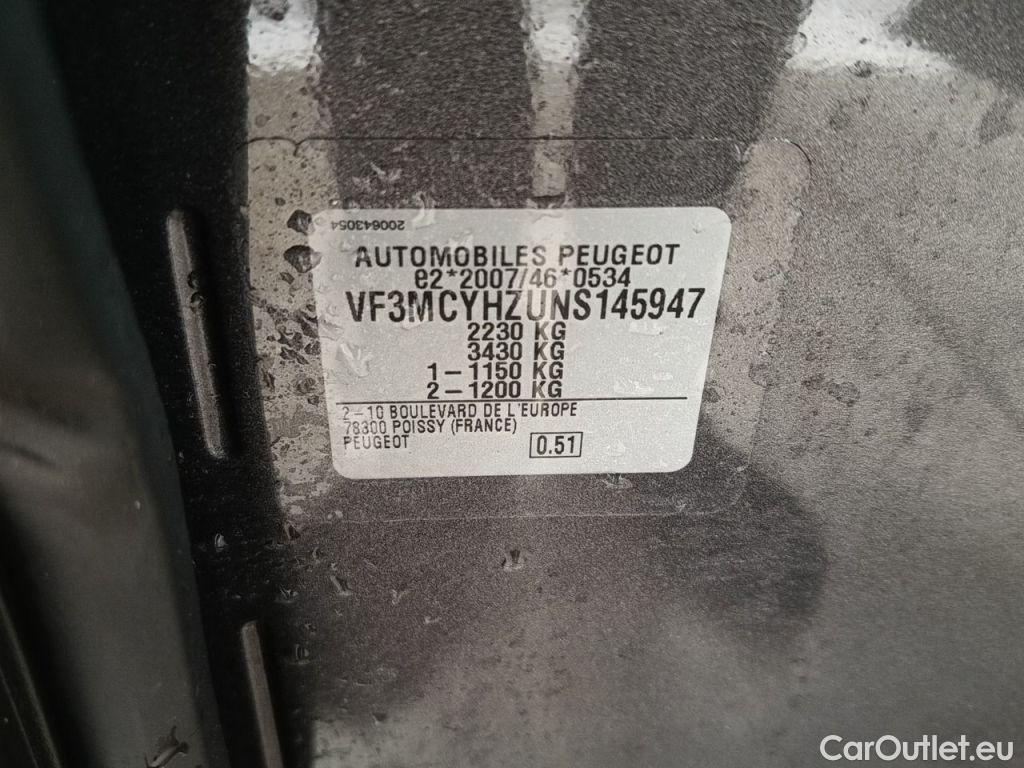 200643054
AUTOMOBILES PEUGEOT
e2*2007/46*0534
VF3MCYHZUNS145947
2230 KG
3430 KG
1-1150 KG
2-1200 KG
2-10 BOULEVARD DE L'EUROPE
78300 POISSY (FRANCE)
PEUGEOT
0.51
CarOutlet.eu